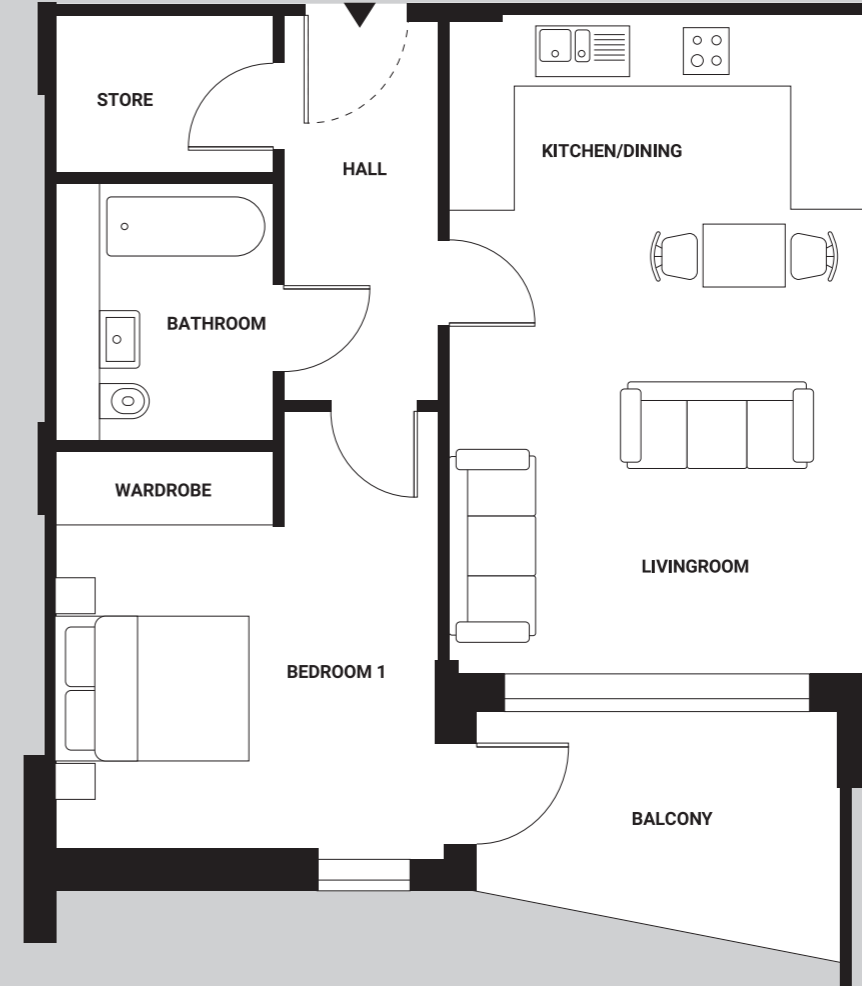 STORE
KITCHEN/DINING
HALL
BATHROOM
WARDROBE
LIVINGROOM
BEDROOM 1
BALCONY